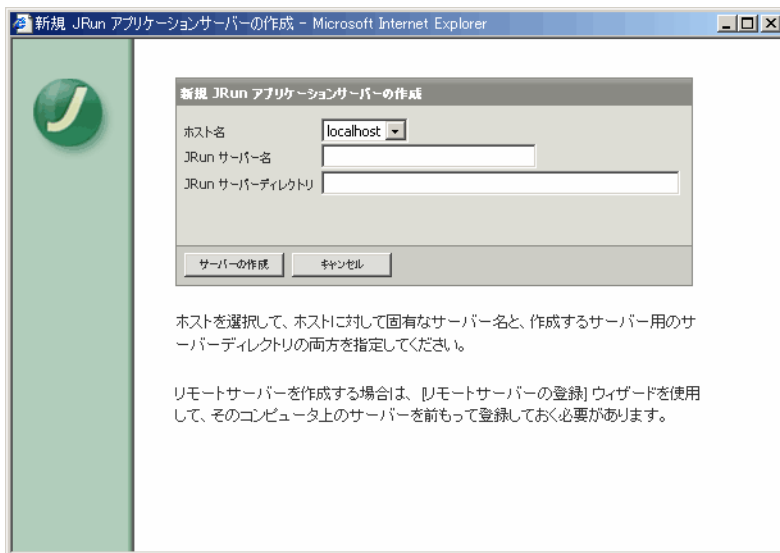 新規 JRun アプリケーションサーバーの作成 - Microsoft Internet Explorer
新規 JRun アプリケーションサーバーの作成
ホスト名 localhost
JRun サーバー名
JRun サーバーディレクトリ
サーバーの作成 キャンセル
ホストを選択して、ホストに対して固有なサーバー名と、作成するサーバー用のサ
ーバーディレクトリの両方を指定してください。
リモートサーバーを作成する場合は、[リモートサーバーの登録] ウィザードを使用
して、そのコンピュータ上のサーバーを前もって登録しておく必要があります。